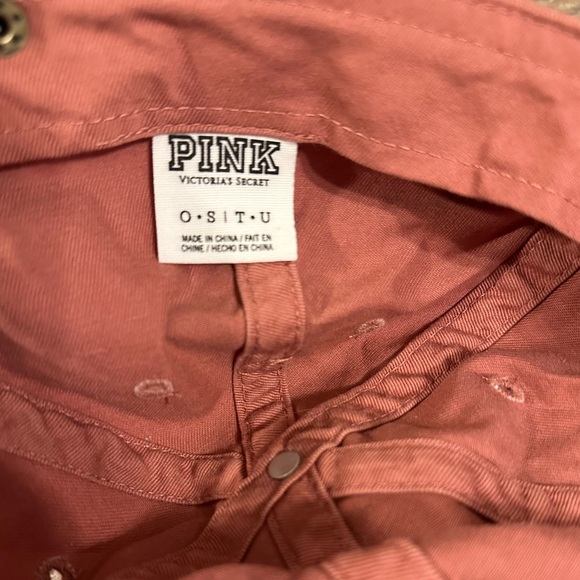 PINK
VICTORIA'S SECRET
O • S | T • U
MADE IN CHINA / FAIT EN
CHINE / HECHO EN CHINA